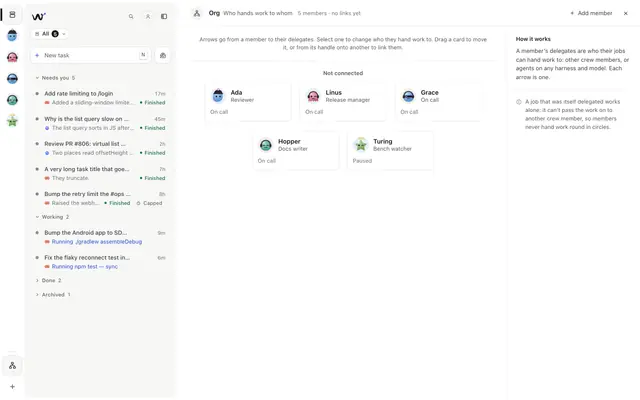 All 5
New task N
Needs you 5
Add rate limiting to /login 17m
Added a sliding-window limite... Finished
Why is the list query slow on ... 45m
The list query sorts in JS after... Finished
Review PR #806: virtual list ... 2h
Two places read offsetHeight ... Finished
A very long task title that goe... 7h
They truncate. Finished
Bump the retry limit the #ops ... 8h
Raised the webh... Finished Capped
Working 2
Bump the Android app to SD... 9m
Running ./gradlew assembleDebug
Fix the flaky reconnect test in... 6m
Running npm test — sync
Done 2
Archived 1
Org Who hands work to whom 5 members · no links yet
Add member
Arrows go from a member to their delegates. Select one to change who they hand work to. Drag a card to move
it, or from its handle onto another to link them.
Not connected
Ada
Reviewer
On call
Linus
Release manager
On call
Grace
On call
On call
Hopper
Docs writer
On call
Turing
Bench watcher
Paused
How it works
A member's delegates are who their jobs
can hand work to: other crew members, or
agents on any harness and model. Each
arrow is one.
A job that was itself delegated works
alone: it can't pass the work on to
another crew member, so members
never hand work round in circles.